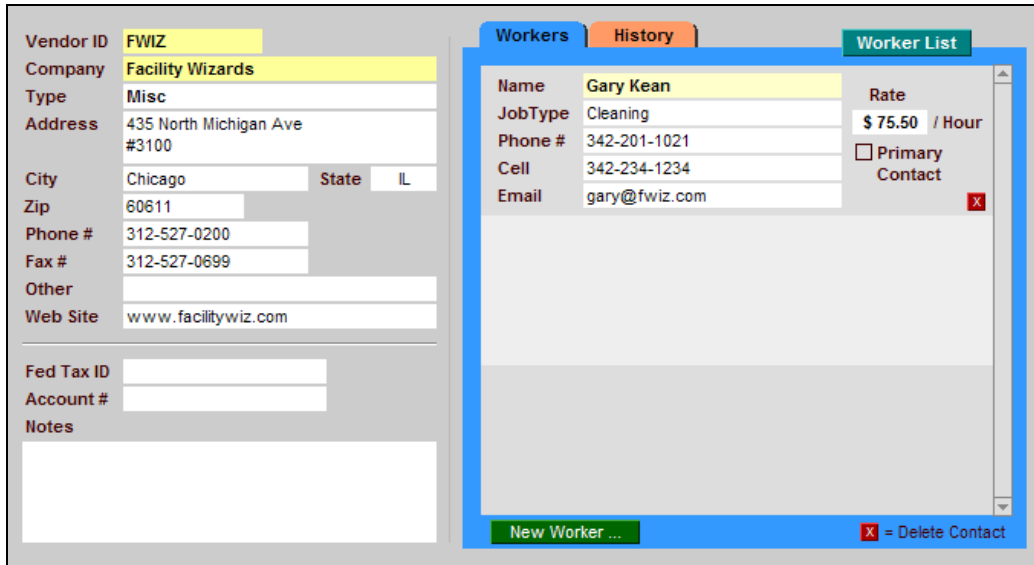 Vendor ID FWIZ
Company Facility Wizards
Type Misc
Address 435 North Michigan Ave
#3100
City Chicago State IL
Zip 60611
Phone # 312-527-0200
Fax # 312-527-0699
Other
Web Site www.facilitywiz.com
Fed Tax ID
Account #
Notes
Workers History Worker List
Name Gary Kean
JobType Cleaning
Phone # 342-201-1021
Cell 342-234-1234
Email gary@fwiz.com
Rate
$ 75.50 / Hour
Primary
Contact
X
New Worker ... X = Delete Contact